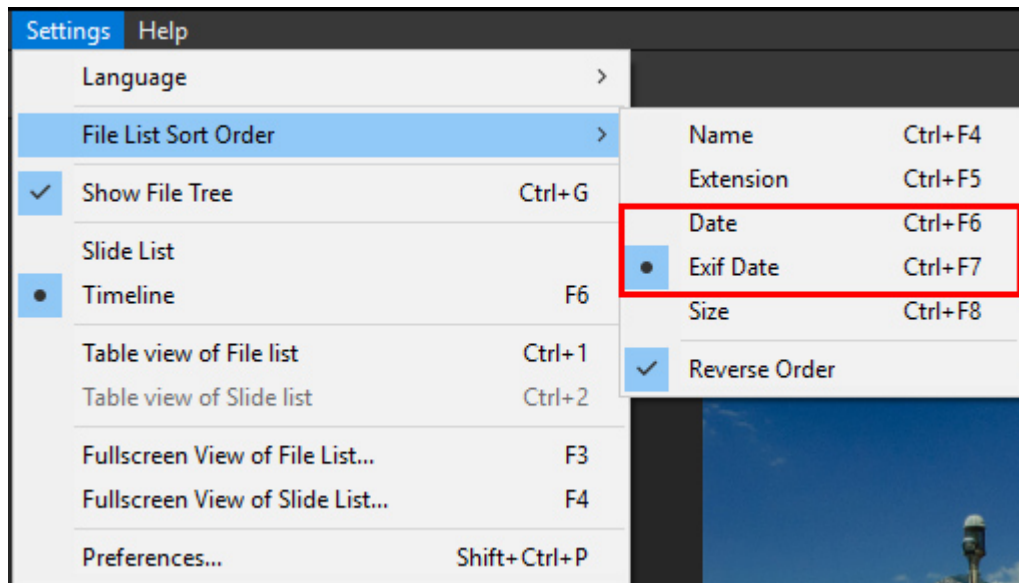 Settings Help
Language
File List Sort Order
Show File Tree Ctrl+G
Slide List
Timeline F6
Table view of File list Ctrl+1
Table view of Slide list Ctrl+2
Fullscreen View of File List... F3
Fullscreen View of Slide List... F4
Preferences... Shift+Ctrl+P
Name Ctrl+F4
Extension Ctrl+F5
Date Ctrl+F6
Exif Date Ctrl+F7
Size Ctrl+F8
Reverse Order